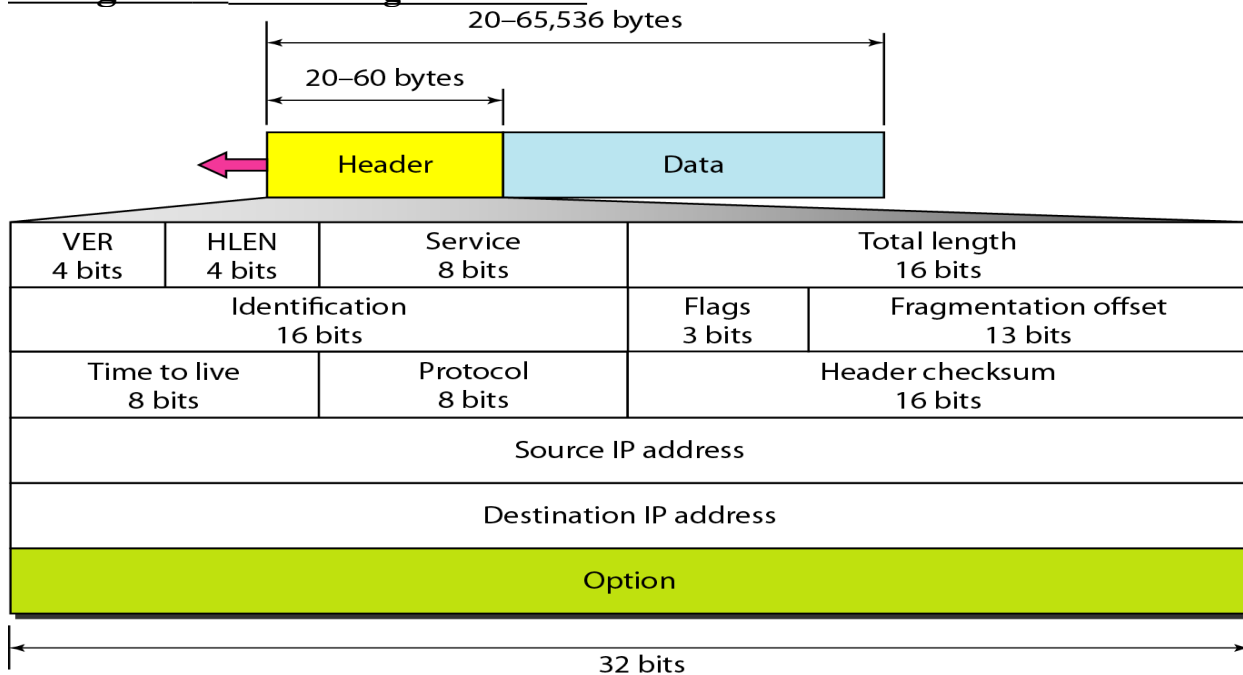 20–65,536 bytes
20–60 bytes
Header
Data
VER
4 bits
HLEN
4 bits
Service
8 bits
Total length
16 bits
Identification
16 bits
Flags
3 bits
Fragmentation offset
13 bits
Time to live
8 bits
Protocol
8 bits
Header checksum
16 bits
Source IP address
Destination IP address
Option
32 bits